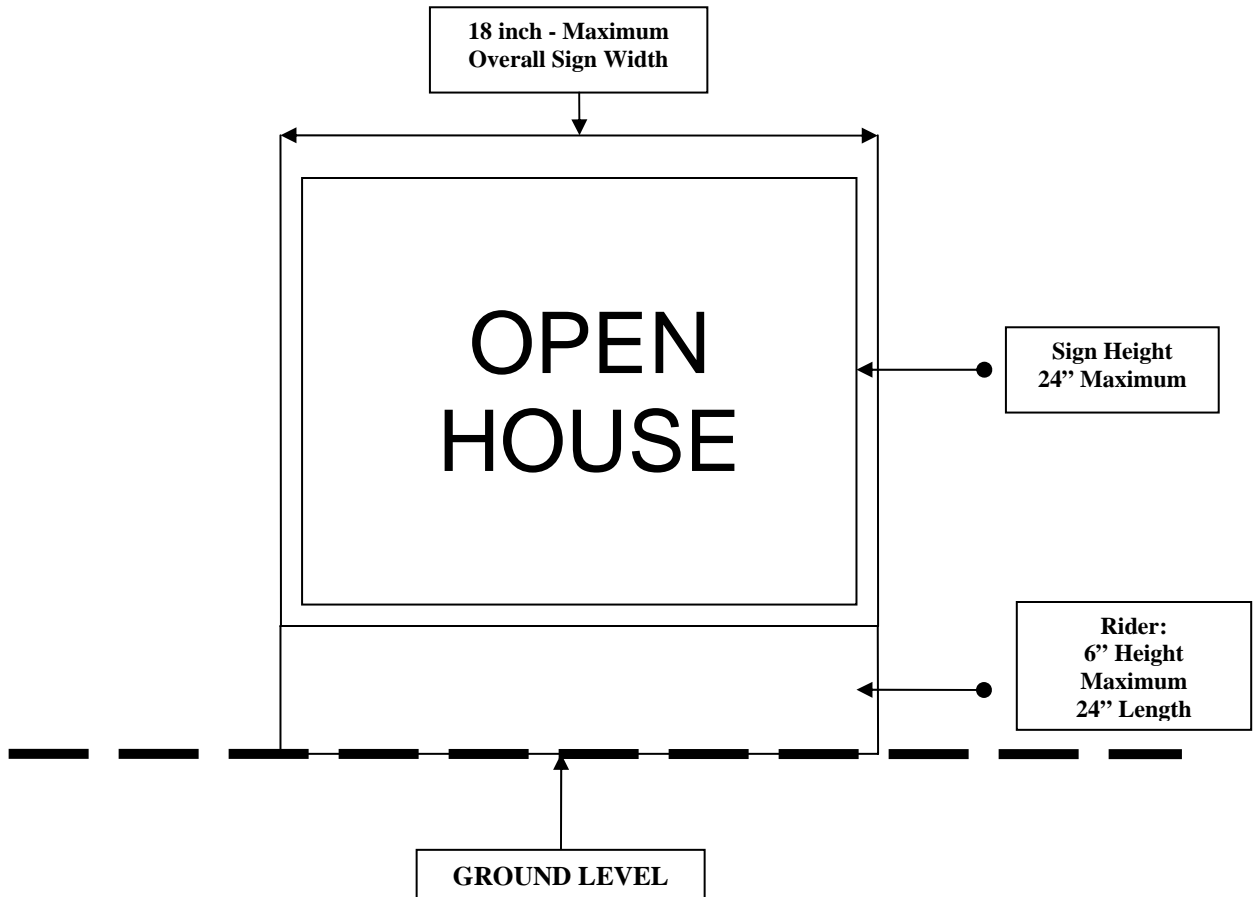 18 inch - Maximum
Overall Sign Width
OPEN
HOUSE
Sign Height
24” Maximum
Rider:
6” Height
Maximum
24” Length
GROUND LEVEL